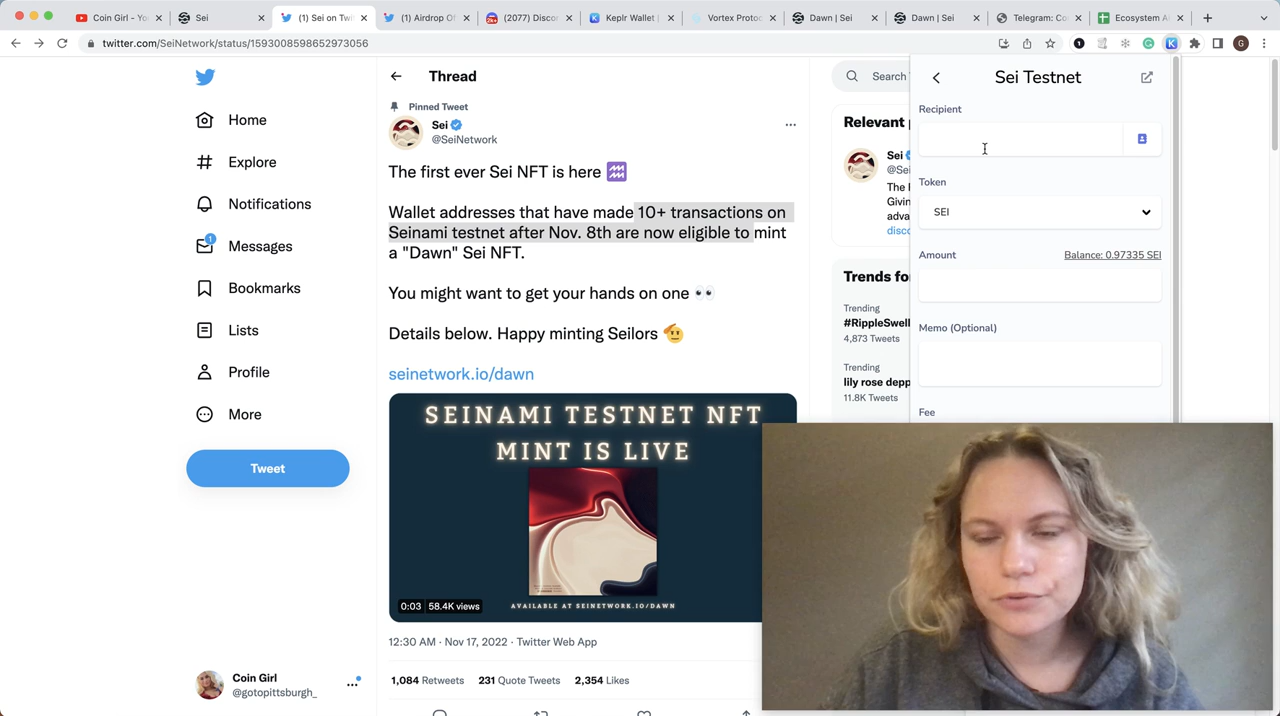 Coin Girl – Yo
Sei
(1) Sei on Twit
(1) Airdrop Of
(2077) Discor
Keplr Wallet |
Vortex Protoc
Dawn | Sei
Dawn | Sei
Telegram: Co
Ecosystem A
twitter.com/SeiNetwork/status/1593008598652973056
G
Home
Explore
Notifications
1
Messages
Bookmarks
Lists
Profile
More
Tweet
Coin Girl
@gotopittsburgh_
Thread
Pinned Tweet
Sei
@SeiNetwork
The first ever Sei NFT is here
Wallet addresses that have made 10+ transactions on
Seinami testnet after Nov. 8th are now eligible to mint
a "Dawn" Sei NFT.
You might want to get your hands on one 👀
Details below. Happy minting Seilors 🫡
seinetwork.io/dawn
SEINAMI TESTNET NFT
MINT IS LIVE
0:03 58.4K views
AVAILABLE AT SEINETWORK.IO/DAWN
12:30 AM · Nov 17, 2022 · Twitter Web App
1,084 Retweets 231 Quote Tweets 2,354 Likes
Search
Relevant
Sei
@Sei
The
Givin
adva
disco
Trends fo
Trending
#RippleSwell
4,873 Tweets
Trending
lily rose depp
11.8K Tweets
Sei Testnet
Recipient
Token
SEI
Amount
Balance: 0.97335 SEI
Memo (Optional)
Fee